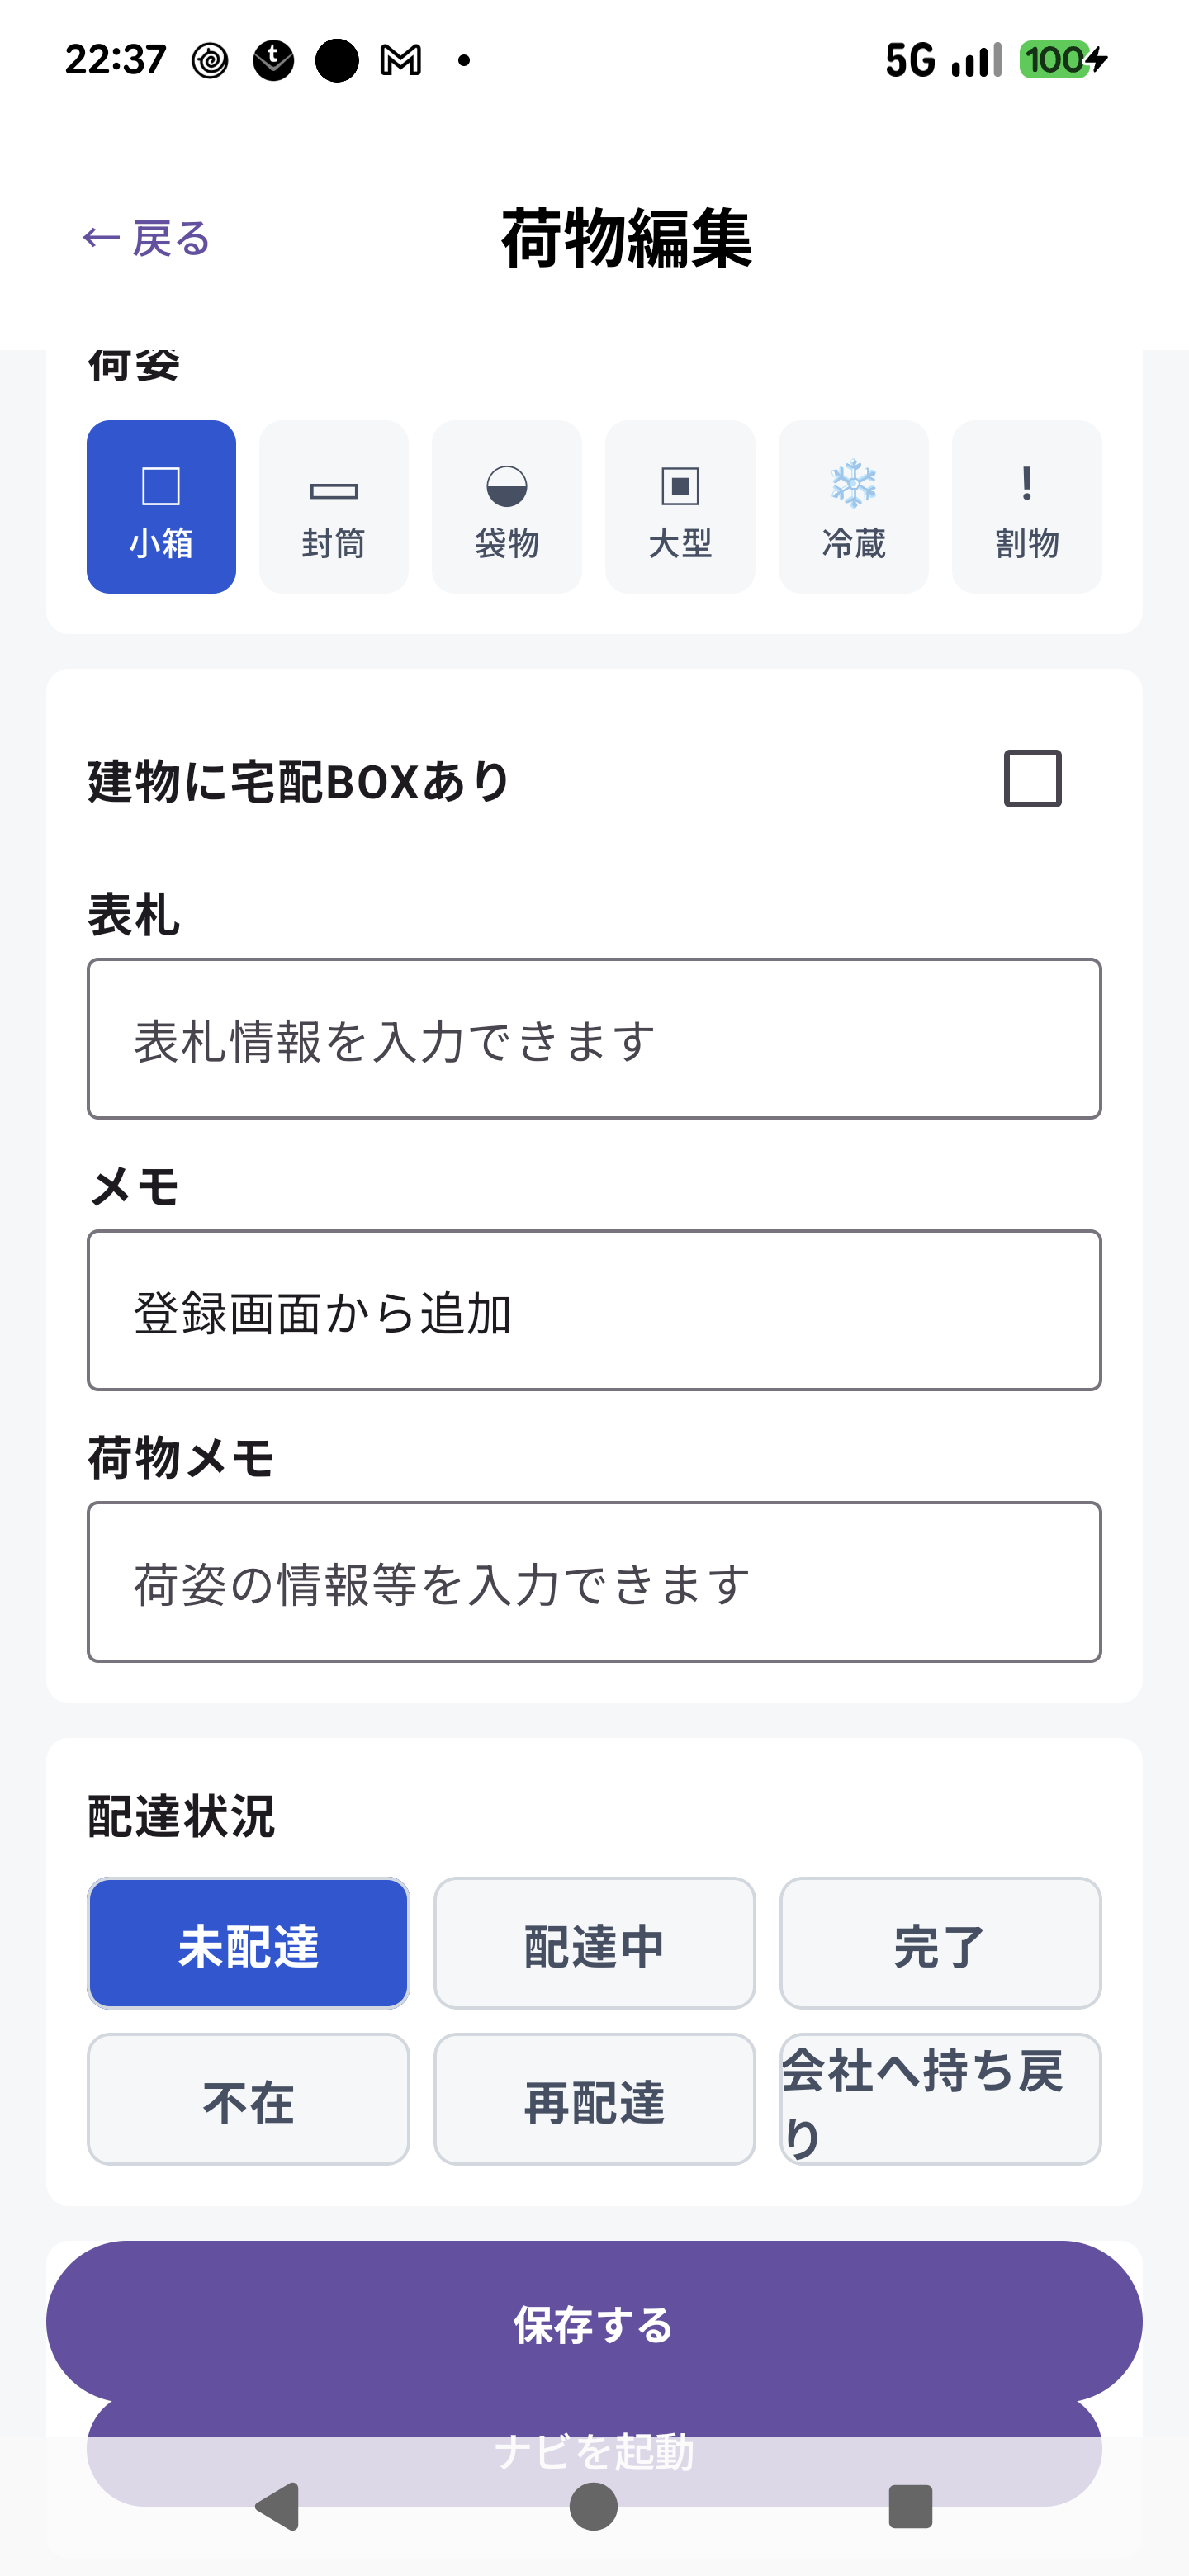 22:37
5G
100
← 戻る
荷物編集
荷姿
小箱
封筒
袋物
大型
冷蔵
!
割物
建物に宅配BOXあり
表札
表札情報を入力できます
メモ
登録画面から追加
荷物メモ
荷姿の情報等を入力できます
配達状況
未配達
配達中
完了
不在
再配達
会社へ持ち戻
り
保存する
ナビを起動